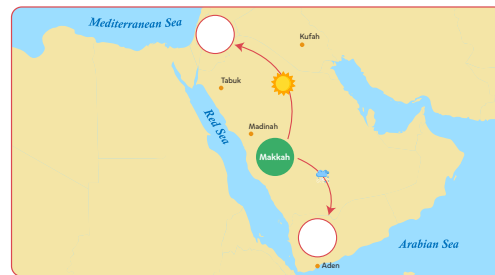 Mediterranean Sea
Kufah
Tabuk
Red Sea
Madinah
Makkah
Arabian Sea
Aden